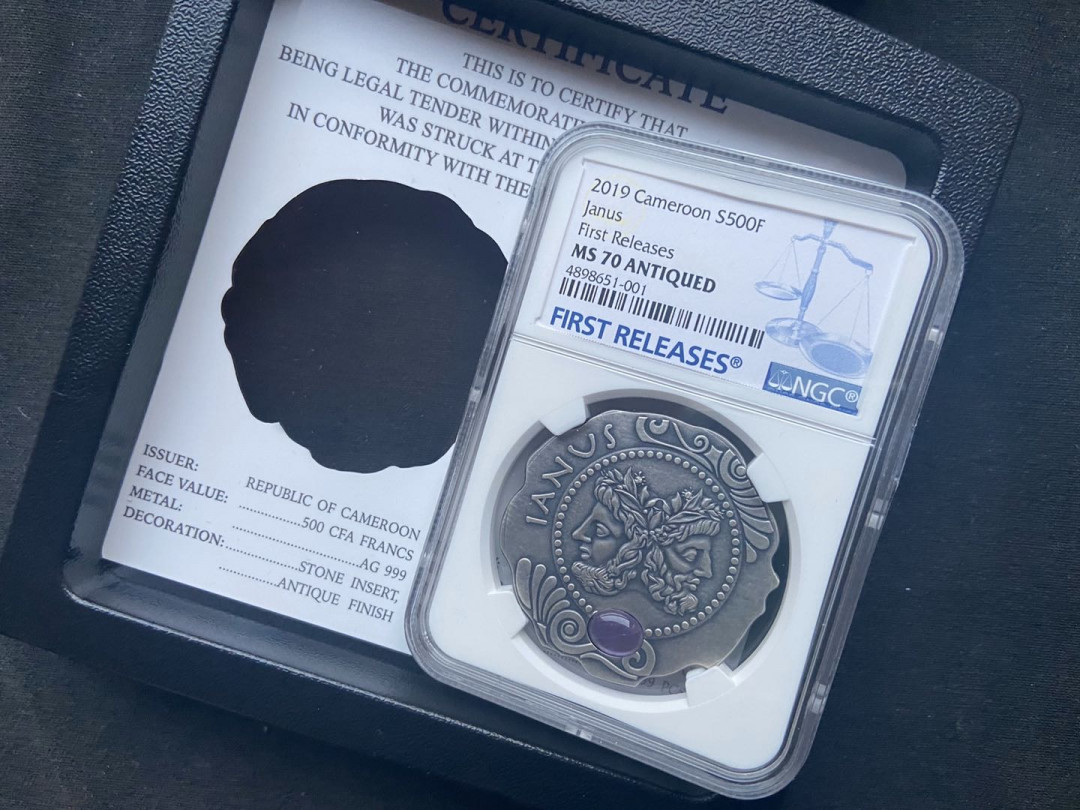 CERTIFICATE
THIS IS TO CERTIFY THAT
THE COMMEMORATI
BEING LEGAL TENDER WITHIN
WAS STRUCK AT T
IN CONFORMITY WITH THE
ISSUER:
REPUBLIC OF CAMEROON
FACE VALUE: ..................500 CFA FRANCS
METAL: ..................................AG 999
DECORATION:..................STONE INSERT,
...............ANTIQUE FINISH
2019 Cameroon S500F
Janus
First Releases
MS 70 ANTIQUED
4898651-001
FIRST RELEASES®
NGC®
IANUS